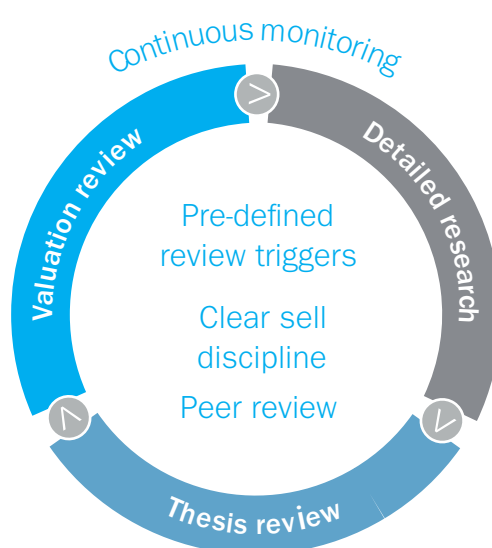 Continuous monitoring
Valuation review
Detailed research
Pre-defined
review triggers
Clear sell
discipline
Peer review
Thesis review